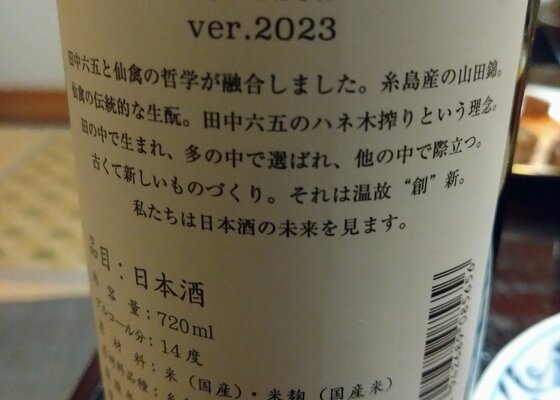 ver.2023
田中六五と仙禽の哲学が融合しました。糸島産の山田錦。
仙禽の伝統的な生酛。田中六五のハネ木搾りという理念。
田の中で生まれ、多の中で選ばれ、他の中で際立つ。
古くて新しいものづくり。それは温故“創”新。
私たちは日本酒の未来を見ます。
品目：日本酒
内容量：720ml
アルコール分：14度
原材料：米（国産）・米麹（国産米）